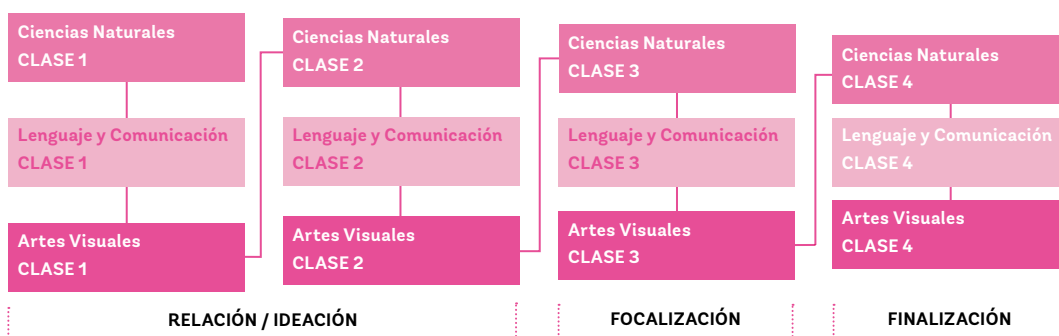 Ciencias Naturales
CLASE 1
Lenguaje y Comunicación
CLASE 1
Artes Visuales
CLASE 1
Ciencias Naturales
CLASE 2
Lenguaje y Comunicación
CLASE 2
Artes Visuales
CLASE 2
Ciencias Naturales
CLASE 3
Lenguaje y Comunicación
CLASE 3
Artes Visuales
CLASE 3
Ciencias Naturales
CLASE 4
Lenguaje y Comunicación
CLASE 4
Artes Visuales
CLASE 4
RELACIÓN / IDEACIÓN
FOCALIZACIÓN
FINALIZACIÓN